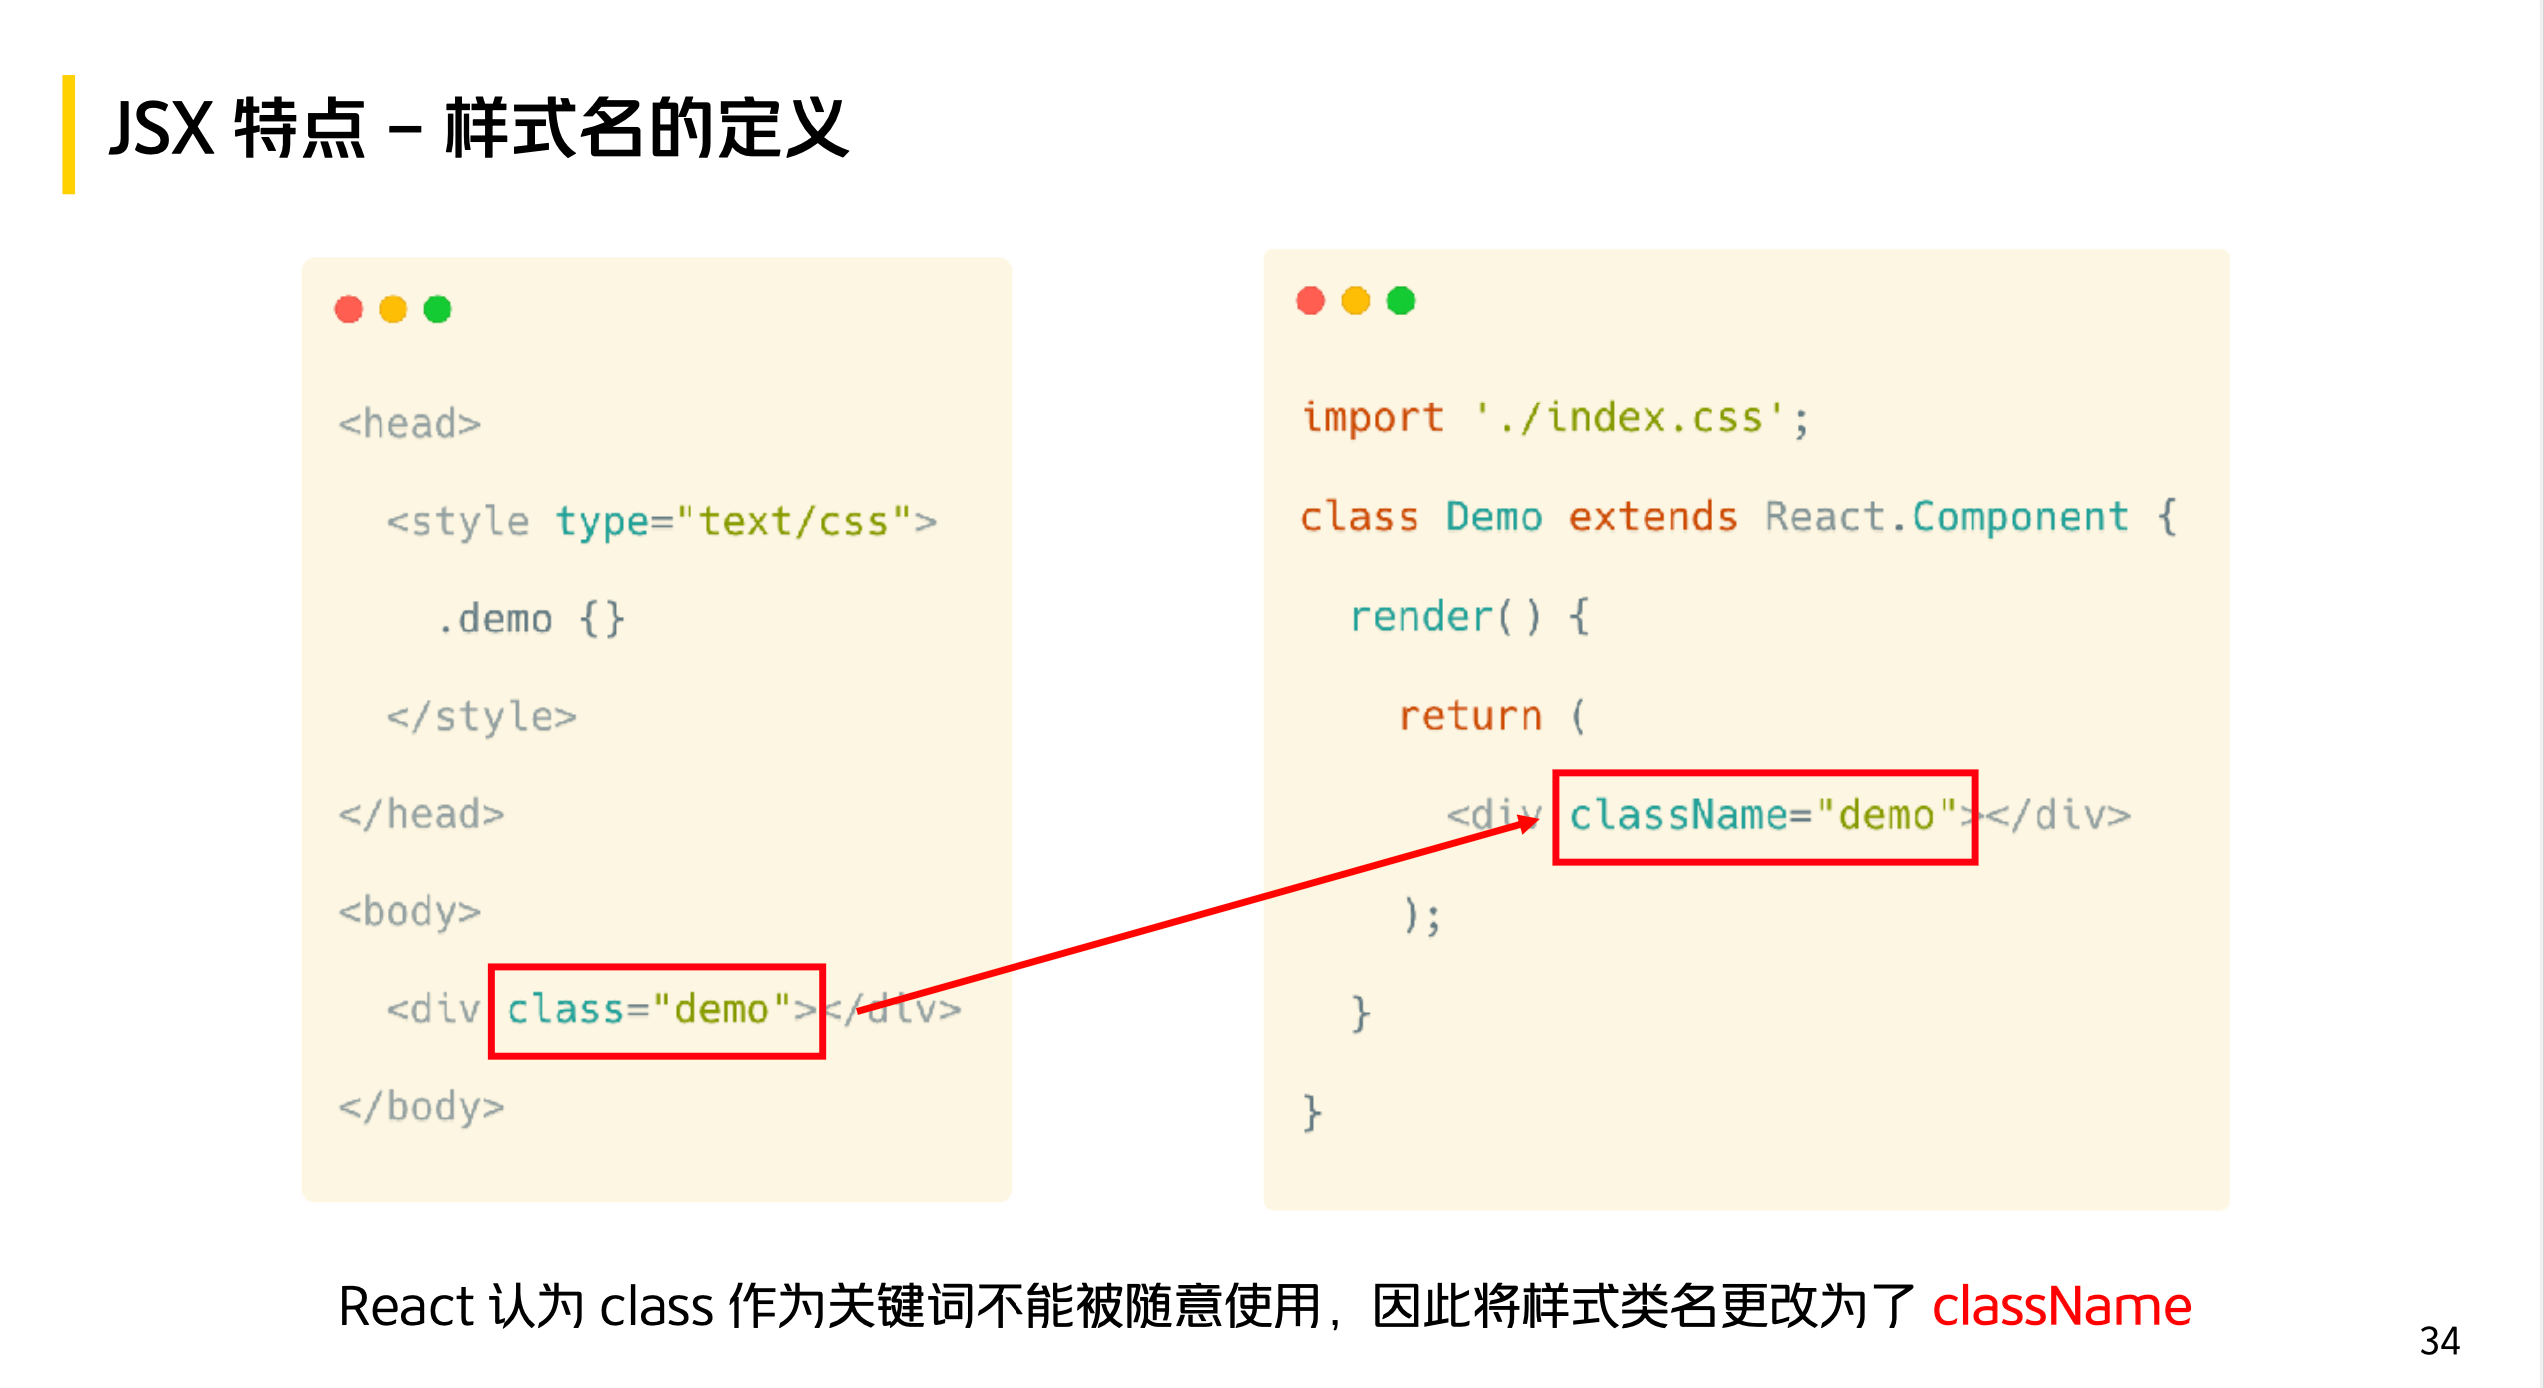 JSX 特点 – 样式名的定义
<head>
<style type="text/css">
.demo {}
</style>
</head>
<body>
<div class="demo"></div>
</body>
import './index.css';
class Demo extends React.Component {
render() {
return (
<div className="demo"></div>
);
}
}
React 认为 class 作为关键词不能被随意使用，因此将样式类名更改为了 className
34